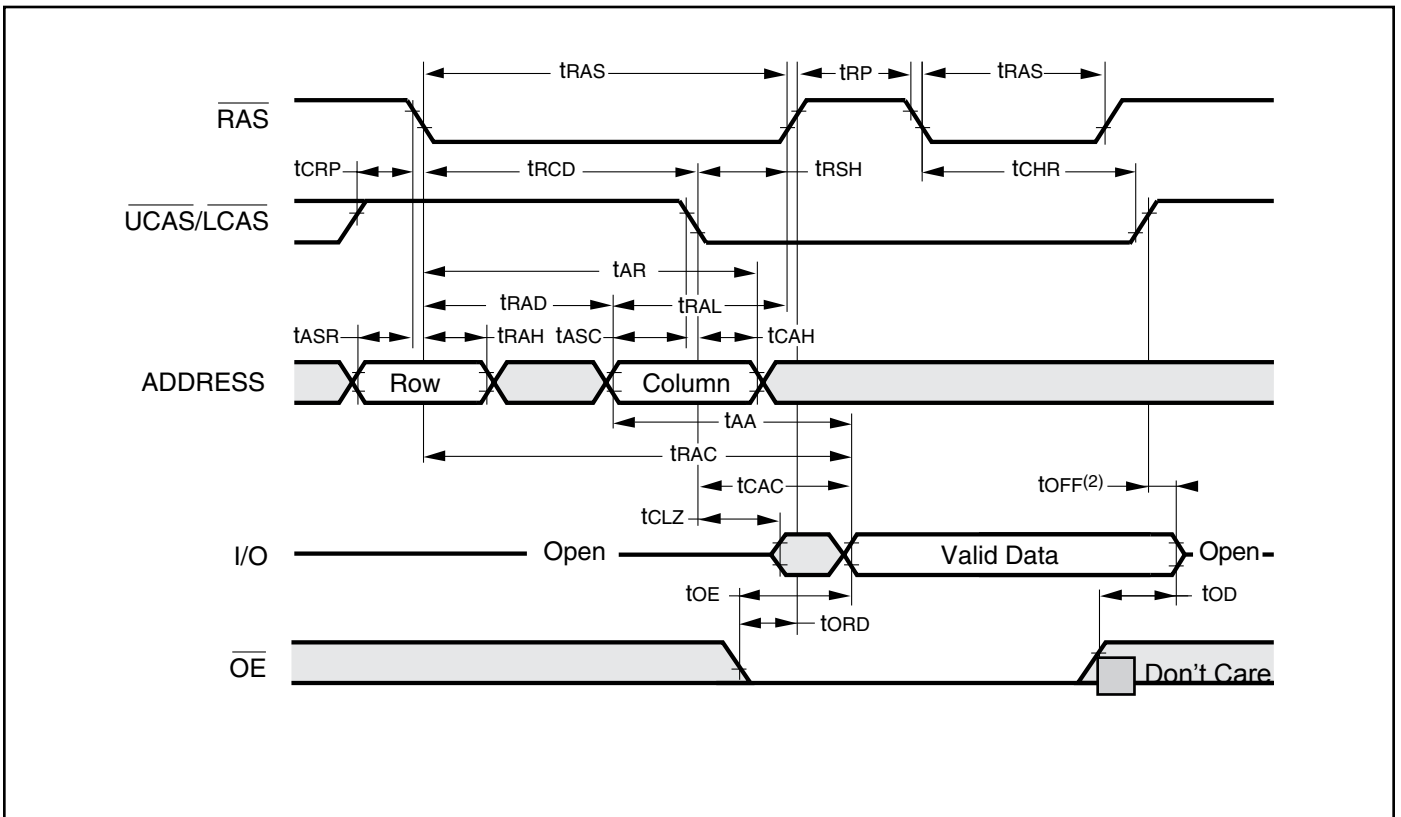 tRAS tRP tRAS
RAS
tCRP tRCD tRSH tCHR
UCAS/LCAS
tAR
tRAD tRAL
tASR tRAH tASC tCAH
ADDRESS Row Column
tAA
tRAC
tCAC tOFF(2)
tCLZ
I/O Open Valid Data Open
tOE tOD
tORD
OE Don't Care